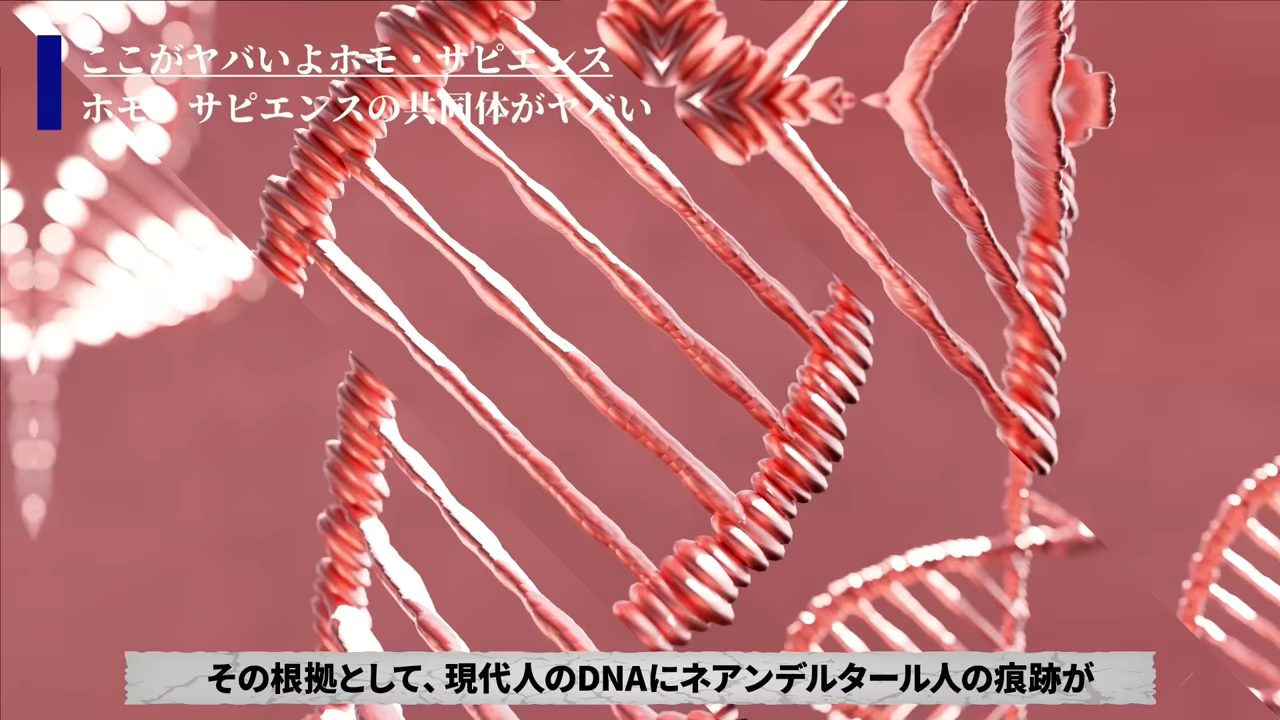 ここがヤバいよホモ・サピエンス
ホモ・サピエンスの共同体がヤバい
その根拠として、現代人のDNAにネアンデルタール人の痕跡が